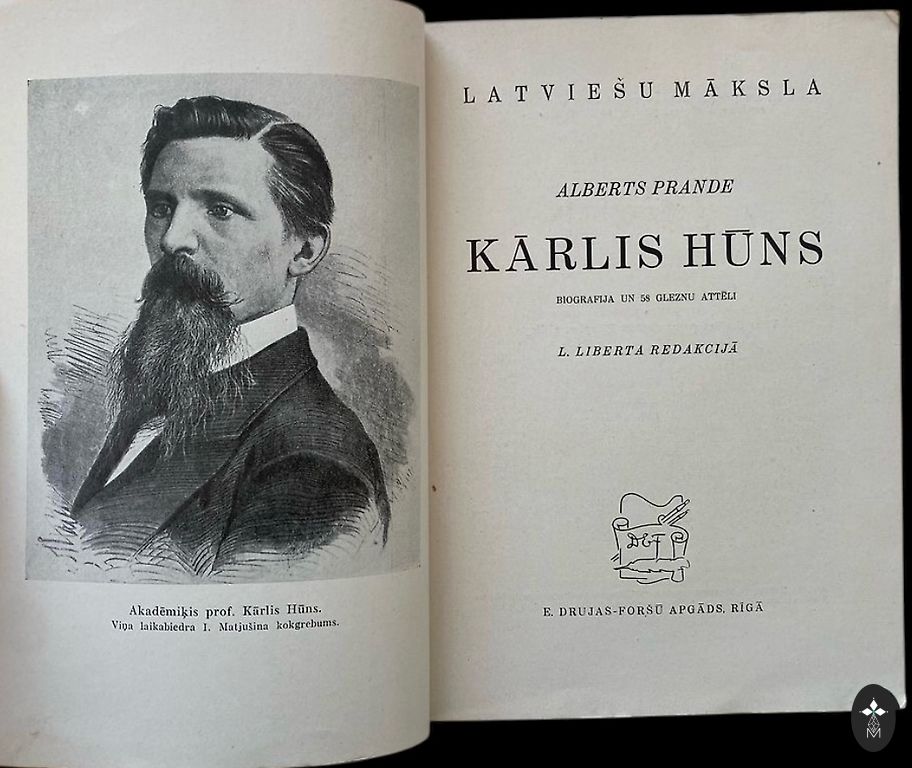 Akadēmiķis prof. Kārlis Hūns.
Viņa laikabiedra I. Matjušina kokgrebums.
LATVIEŠU MĀKSLA
ALBERTS PRANDE
KĀRLIS HŪNS
BIOGRAFIJA UN 58 GLEZNU ATTĒLI
L. LIBERTA REDAKCIJĀ
DGF
E. DRUJAS-FORŠU APGĀDS, RĪGĀ
M